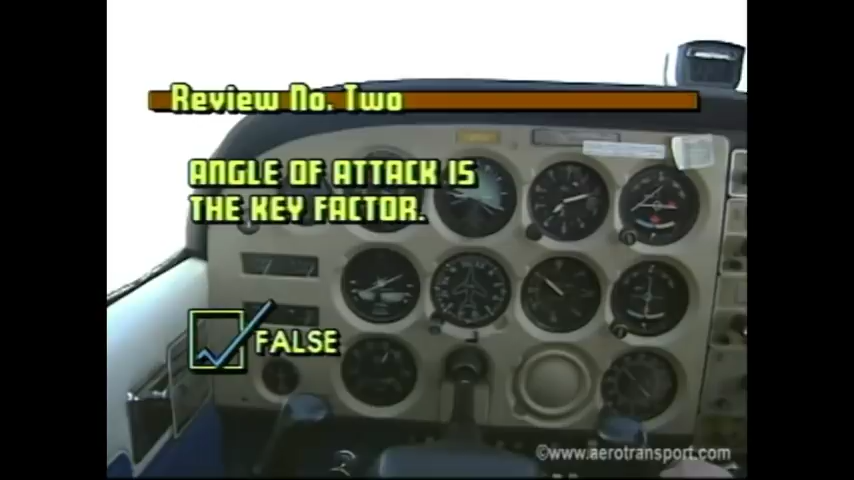 Review No. Two
ANGLE OF ATTACK IS
THE KEY FACTOR.
FALSE
©www.aerotransport.com